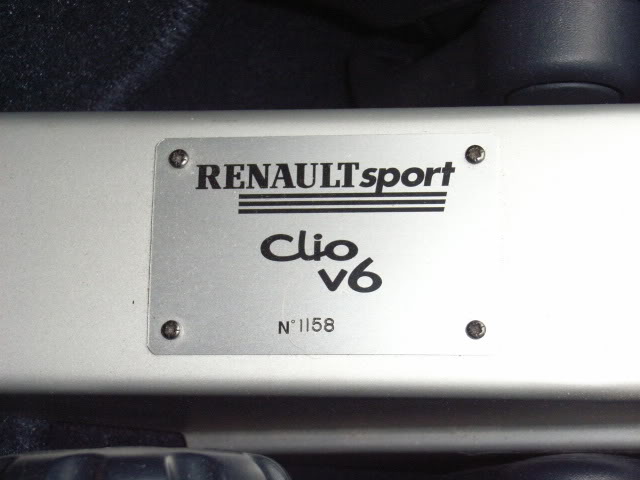 RENAULTsport
Clio
v6
N°1158